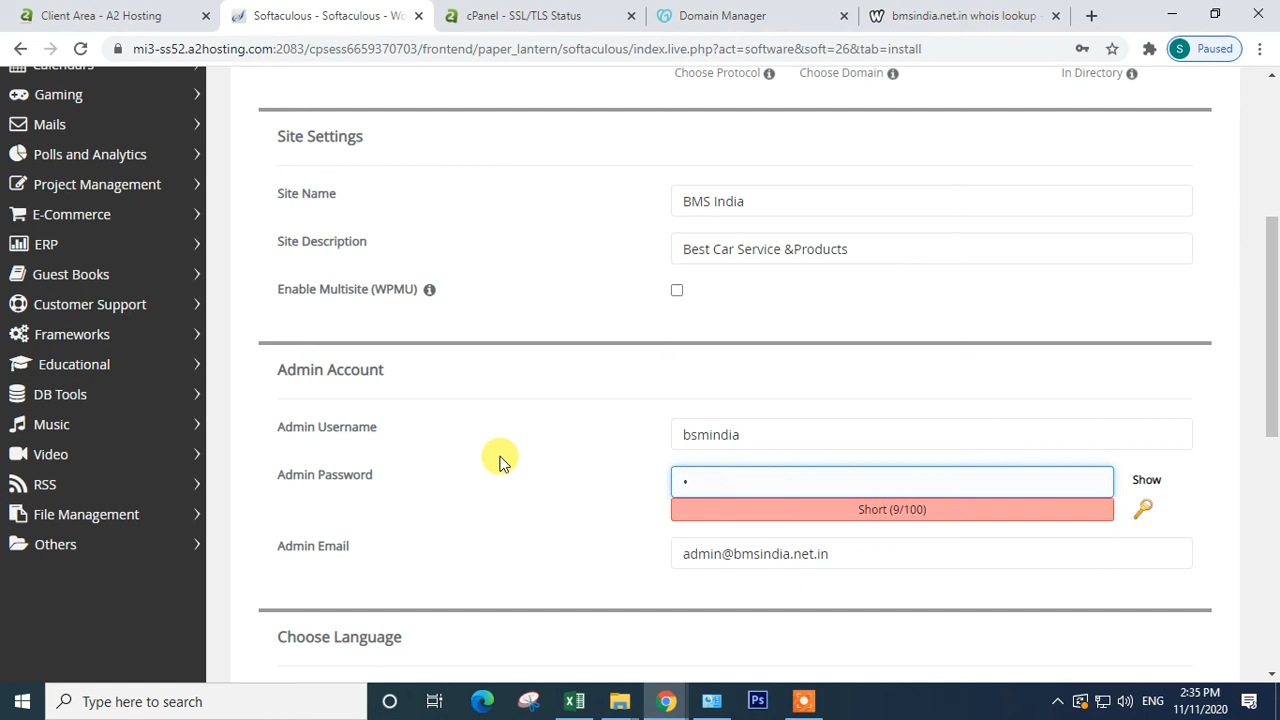 Client Area - A2 Hosting
Softaculous - Softaculous - Wo
cPanel - SSL/TLS Status
Domain Manager
bmsindia.net.in whois lookup -
mi3-ss52.a2hosting.com:2083/cpsess6659370703/frontend/paper_lantern/softaculous/index.live.php?act=software&soft=26&tab=install
S Paused
Calendars
Gaming
Mails
Polls and Analytics
Project Management
E-Commerce
ERP
Guest Books
Customer Support
Frameworks
Educational
DB Tools
Music
Video
RSS
File Management
Others
Choose Protocol
Choose Domain
In Directory
Site Settings
Site Name
BMS India
Site Description
Best Car Service &Products
Enable Multisite (WPMU)
Admin Account
Admin Username
bsmindia
Admin Password
•
Show
Short (9/100)
Admin Email
admin@bmsindia.net.in
Choose Language
Type here to search
Ps
ENG
2:35 PM
11/11/2020